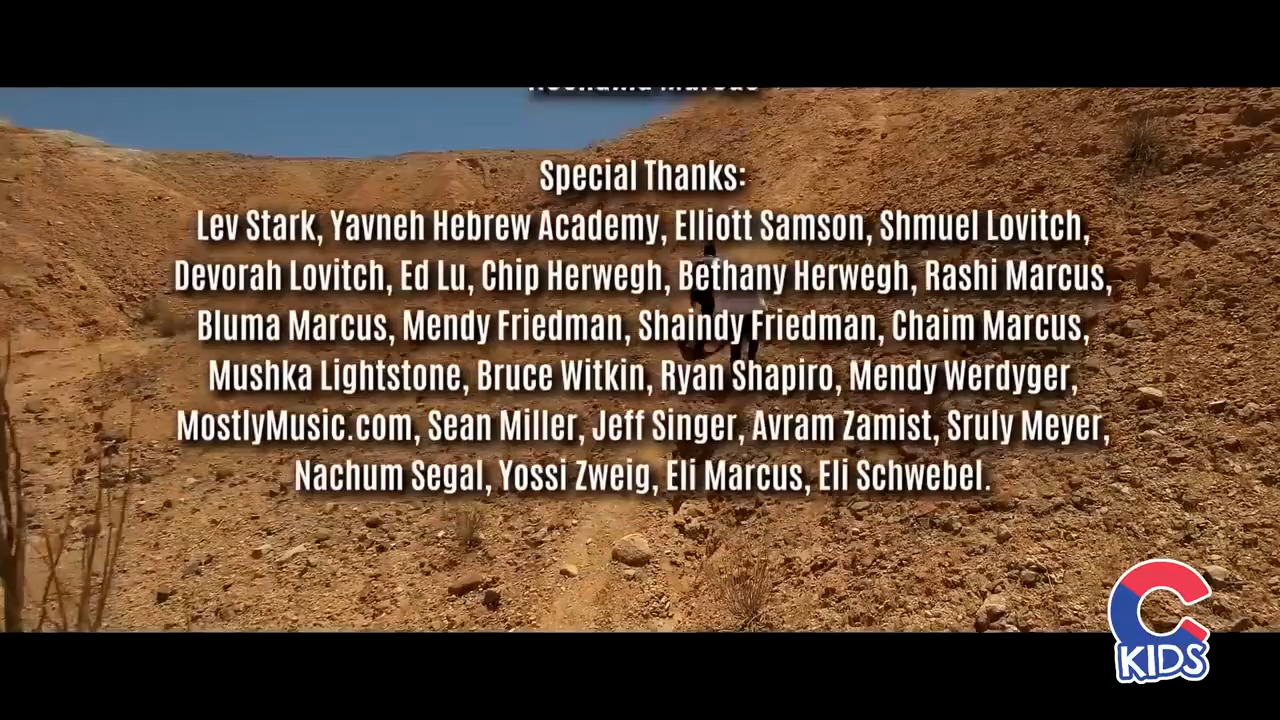 Special Thanks:
Lev Stark, Yavneh Hebrew Academy, Elliott Samson, Shmuel Lovitch,
Devorah Lovitch, Ed Lu, Chip Herwegh, Bethany Herwegh, Rashi Marcus,
Bluma Marcus, Mendy Friedman, Shaindy Friedman, Chaim Marcus,
Mushka Lightstone, Bruce Witkin, Ryan Shapiro, Mendy Werdyger,
MostlyMusic.com, Sean Miller, Jeff Singer, Avram Zamist, Sruly Meyer,
Nachum Segal, Yossi Zweig, Eli Marcus, Eli Schwebel.
C
KIDS